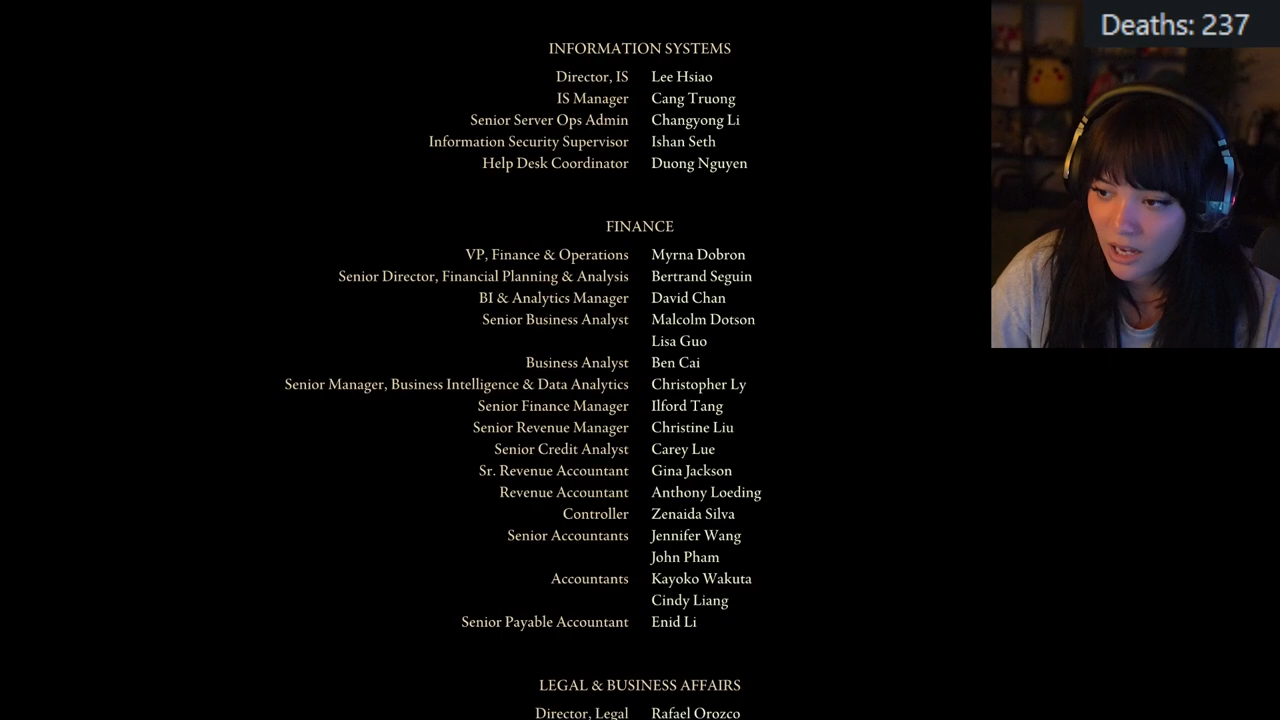 Deaths: 237
INFORMATION SYSTEMS
Director, IS Lee Hsiao
IS Manager Cang Truong
Senior Server Ops Admin Changyong Li
Information Security Supervisor Ishan Seth
Help Desk Coordinator Duong Nguyen
FINANCE
VP, Finance & Operations Myrna Dobron
Senior Director, Financial Planning & Analysis Bertrand Seguin
BI & Analytics Manager David Chan
Senior Business Analyst Malcolm Dotson
Lisa Guo
Business Analyst Ben Cai
Senior Manager, Business Intelligence & Data Analytics Christopher Ly
Senior Finance Manager Ilford Tang
Senior Revenue Manager Christine Liu
Senior Credit Analyst Carey Lue
Sr. Revenue Accountant Gina Jackson
Revenue Accountant Anthony Loeding
Controller Zenaida Silva
Senior Accountants Jennifer Wang
John Pham
Accountants Kayoko Wakuta
Cindy Liang
Senior Payable Accountant Enid Li
LEGAL & BUSINESS AFFAIRS
Director, Legal Rafael Orozco